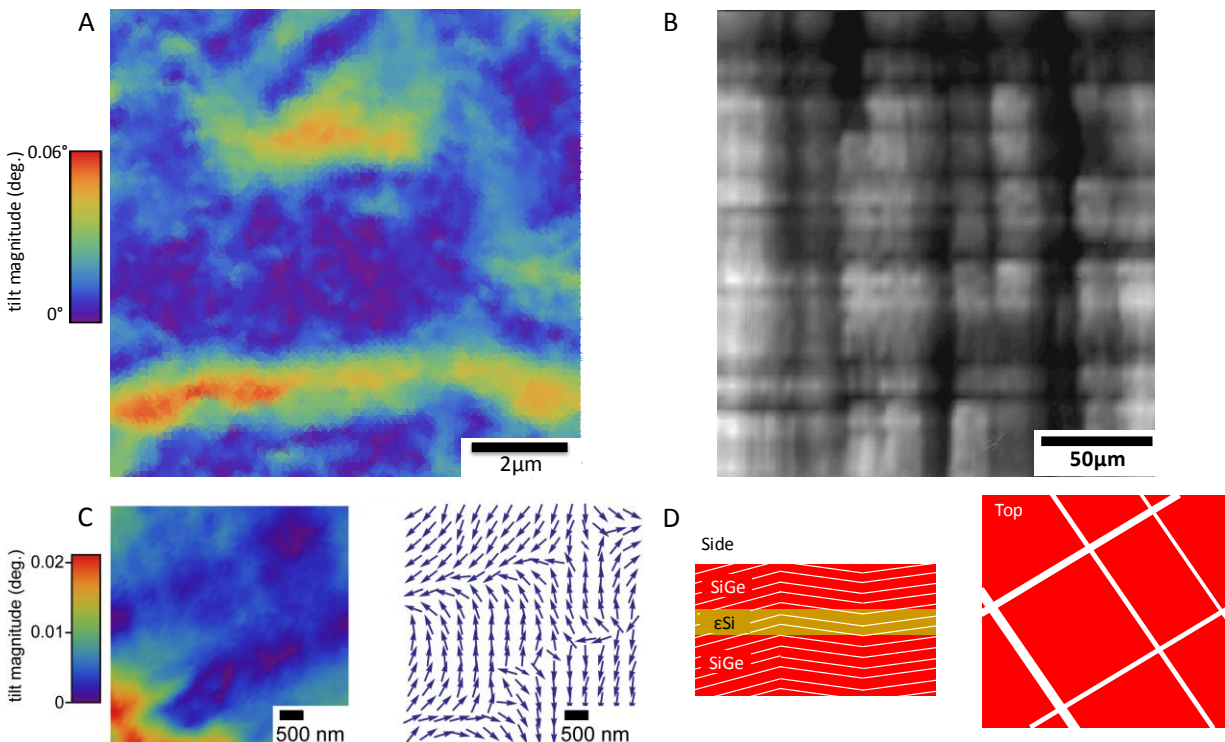 A
B
tilt magnitude (deg.)
0.06°
0°
2µm
50µm
C
tilt magnitude (deg.)
0.02
0.01
0
500 nm
500 nm
D
Side
SiGe
εSi
SiGe
Top